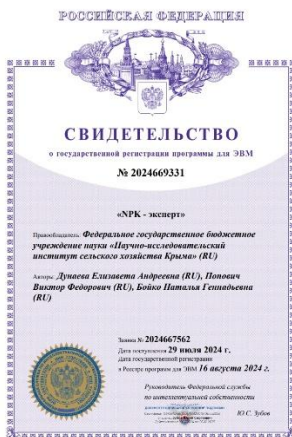 РОССИЙСКАЯ ФЕДЕРАЦИЯ
СВИДЕТЕЛЬСТВО
о государственной регистрации программы для ЭВМ
№ 2024669331
«NPK - эксперт»
Правообладатель: Федеральное государственное бюджетное
учреждение науки «Научно-исследовательский
институт сельского хозяйства Крыма» (RU)
Авторы: Дунаева Елизавета Андреевна (RU), Попович
Виктор Федорович (RU), Бойко Наталья Геннадьевна
(RU)
Заявка № 2024667562
Дата поступления 29 июля 2024 г.
Дата государственной регистрации
в Реестре программ для ЭВМ 16 августа 2024 г.
Руководитель Федеральной службы
по интеллектуальной собственности
Ю.С. Зубов